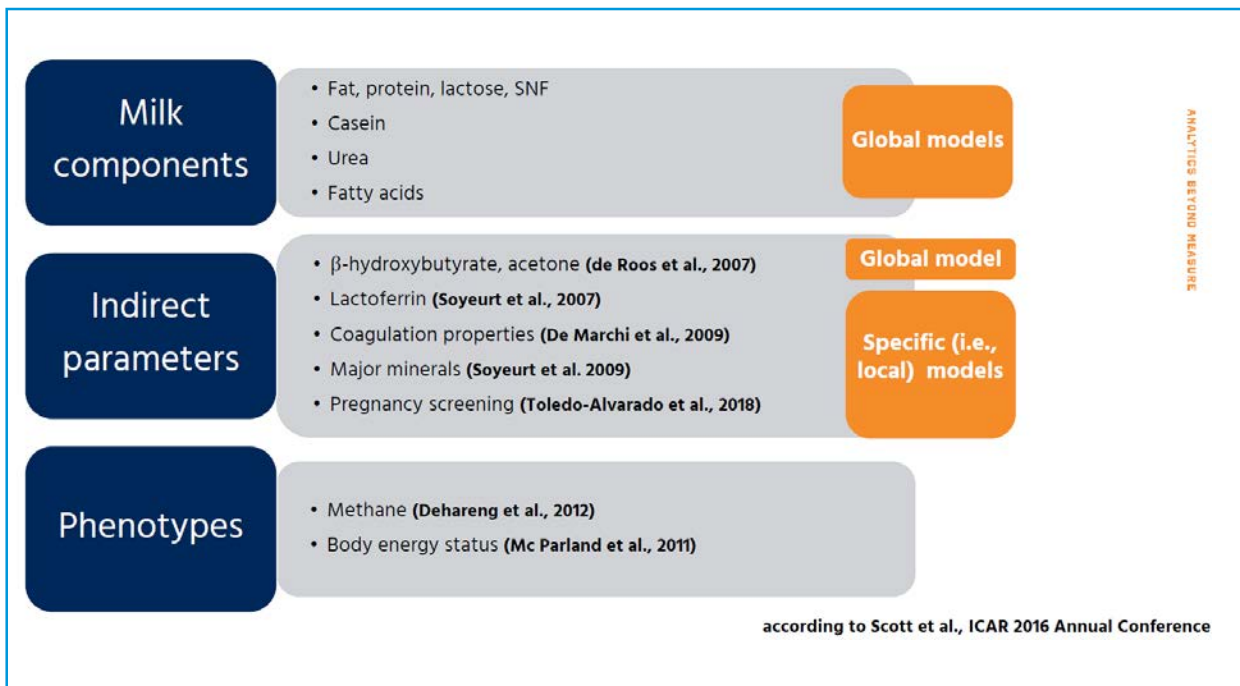 Milk
components
• Fat, protein, lactose, SNF
• Casein
• Urea
• Fatty acids
Global models
Indirect
parameters
• β-hydroxybutyrate, acetone (de Roos et al., 2007)
• Lactoferrin (Soyeurt et al., 2007)
• Coagulation properties (De Marchi et al., 2009)
• Major minerals (Soyeurt et al. 2009)
• Pregnancy screening (Toledo-Alvarado et al., 2018)
Global model
Specific (i.e.,
local) models
Phenotypes
• Methane (Dehareng et al., 2012)
• Body energy status (Mc Parland et al., 2011)
according to Scott et al., ICAR 2016 Annual Conference
ANALYTICS BEYOND MEASURE